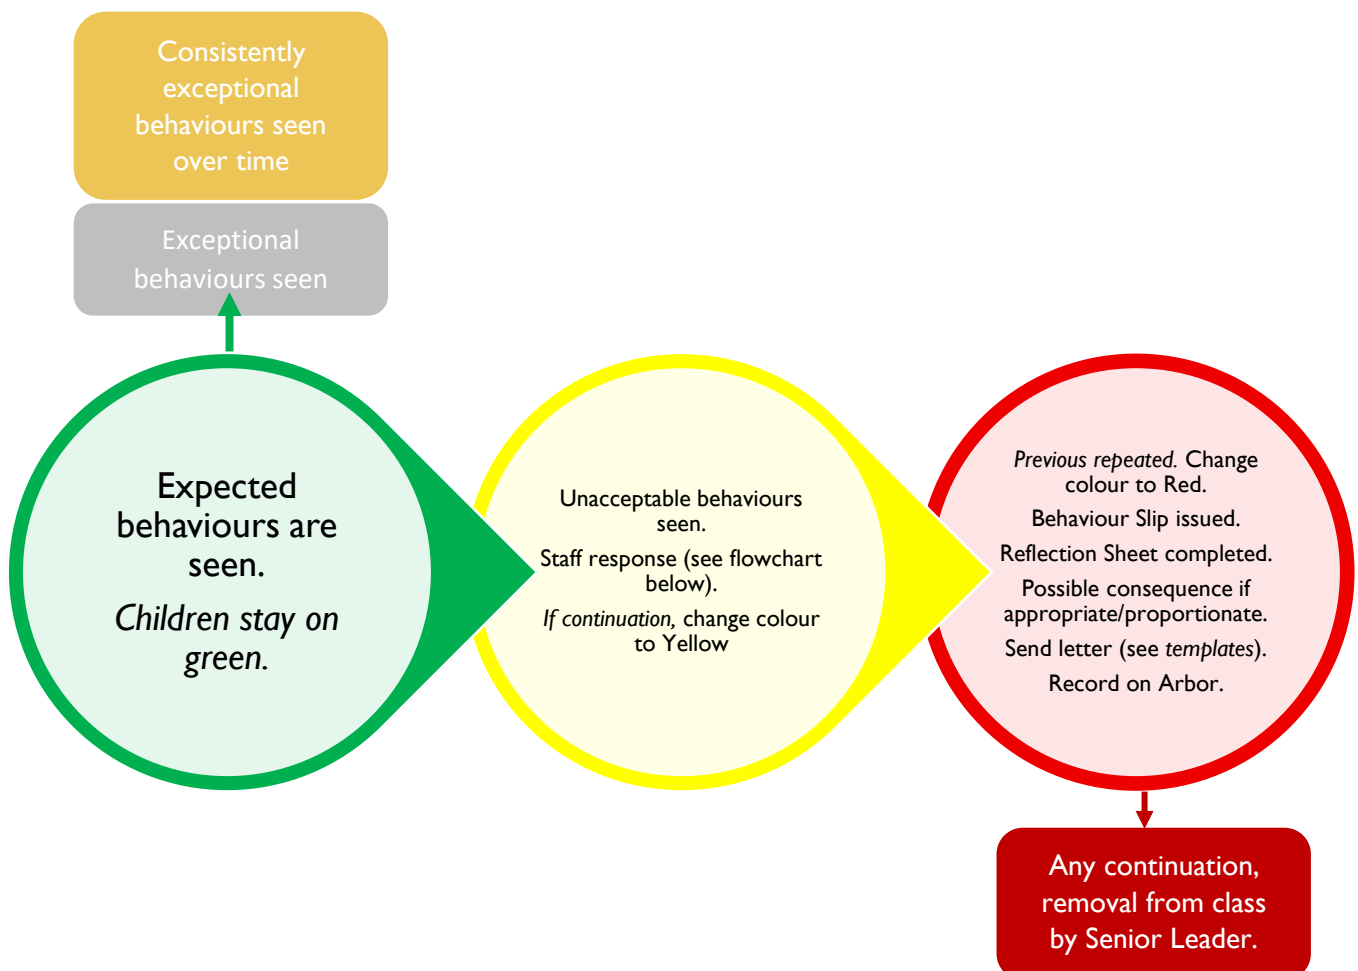 Consistently
exceptional
behaviours seen
over time
Exceptional
behaviours seen
Expected
behaviours are
seen.
Children stay on
green.
Unacceptable behaviours
seen.
Staff response (see flowchart
below).
If continuation, change colour
to Yellow
Previous repeated. Change
colour to Red.
Behaviour Slip issued.
Reflection Sheet completed.
Possible consequence if
appropriate/proportionate.
Send letter (see templates).
Record on Arbor.
Any continuation,
removal from class
by Senior Leader.